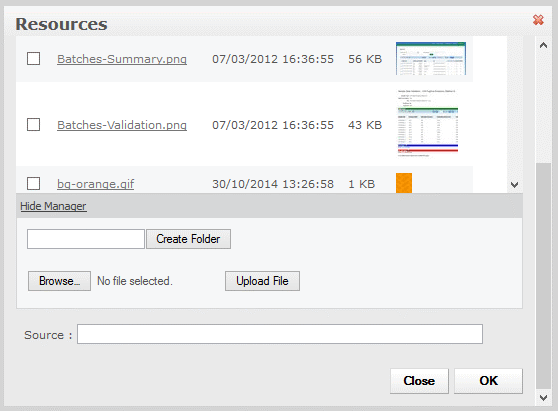 Resources
Batches-Summary.png 07/03/2012 16:36:55 56 KB
Batches-Validation.png 07/03/2012 16:36:55 43 KB
bg-orange.gif 30/10/2014 13:26:58 1 KB
Hide Manager
Create Folder
Browse... No file selected. Upload File
Source :
Close OK